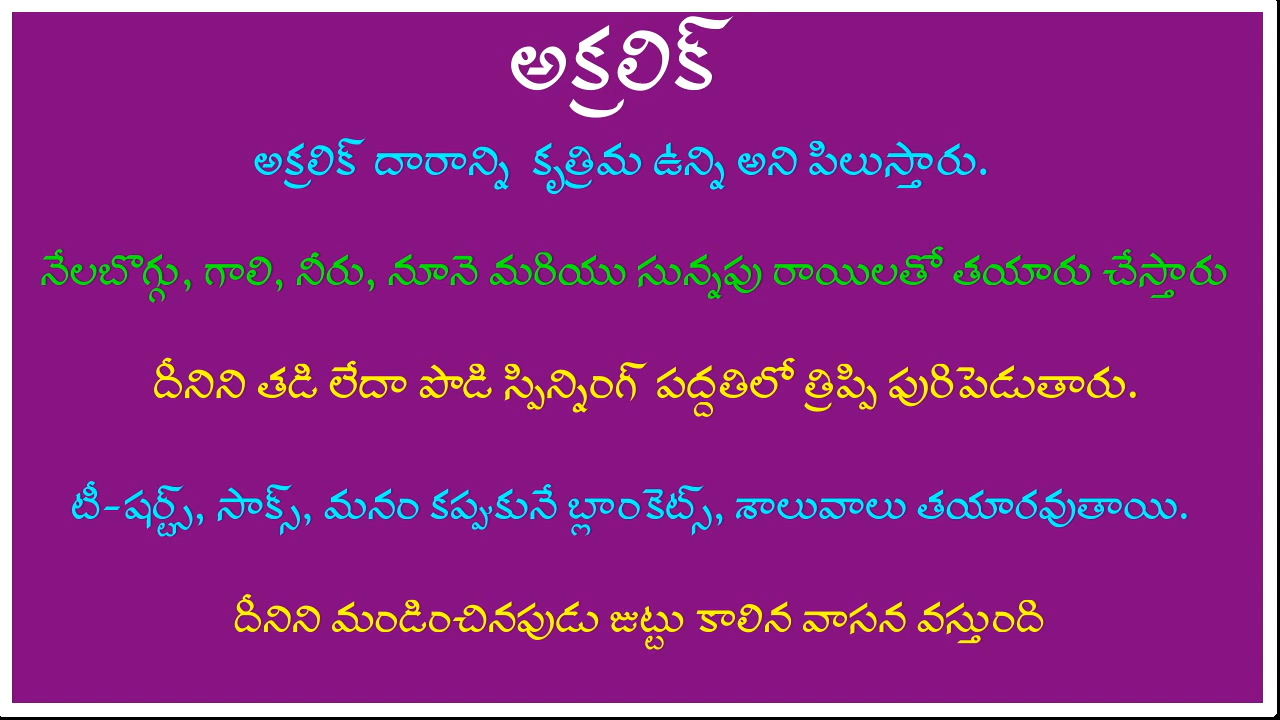 అక్రలిక్
అక్రలిక్ దారాన్ని కృత్రిమ ఉన్ని అని పిలుస్తారు.
నేలబొగ్గు, గాలి, నీరు, నూనె మరియు సున్నపు రాయిలతో తయారు చేస్తారు
దీనిని తడి లేదా పొడి స్పిన్నింగ్ పద్దతిలో త్రిప్పి పురిపెడుతారు.
టీ-షర్ట్స్, సాక్స్, మనం కప్పుకునే బ్లాంకెట్స్, శాలువాలు తయారవుతాయి.
దీనిని మండించినపుడు జుట్టు కాలిన వాసన వస్తుంది